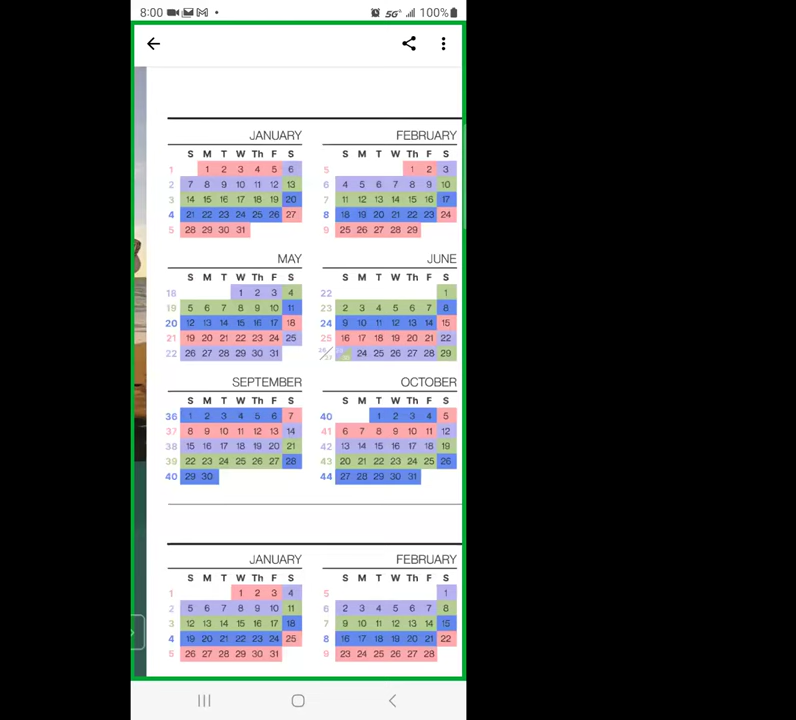 8:00 5G+ 100%
JANUARY FEBRUARY
S M T W Th F S S M T W Th F S
1 1 2 3 4 5 6 5 1 2 3
2 7 8 9 10 11 12 13 6 4 5 6 7 8 9 10
3 14 15 16 17 18 19 20 7 11 12 13 14 15 16 17
4 21 22 23 24 25 26 27 8 18 19 20 21 22 23 24
5 28 29 30 31 9 25 26 27 28 29
MAY JUNE
S M T W Th F S S M T W Th F S
18 1 2 3 4 22 1
19 5 6 7 8 9 10 11 23 2 3 4 5 6 7 8
20 12 13 14 15 16 17 18 24 9 10 11 12 13 14 15
21 19 20 21 22 23 24 25 25 16 17 18 19 20 21 22
22 26 27 28 29 30 31 24 25 26 27 28 29
SEPTEMBER OCTOBER
S M T W Th F S S M T W Th F S
36 1 2 3 4 5 6 7 40 1 2 3 4 5
37 8 9 10 11 12 13 14 41 6 7 8 9 10 11 12
38 15 16 17 18 19 20 21 42 13 14 15 16 17 18 19
39 22 23 24 25 26 27 28 43 20 21 22 23 24 25 26
40 29 30 44 27 28 29 30 31
JANUARY FEBRUARY
S M T W Th F S S M T W Th F S
1 1 2 3 4 5 1
2 5 6 7 8 9 10 11 6 2 3 4 5 6 7 8
3 12 13 14 15 16 17 18 7 9 10 11 12 13 14 15
4 19 20 21 22 23 24 25 8 16 17 18 19 20 21 22
5 26 27 28 29 30 31 9 23 24 25 26 27 28